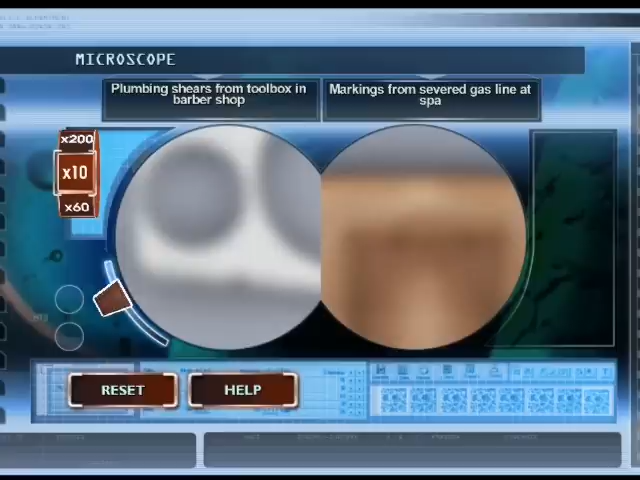 MICROSCOPE
Plumbing shears from toolbox in
barber shop
Markings from severed gas line at
spa
x200
x10
x60
RESET
HELP